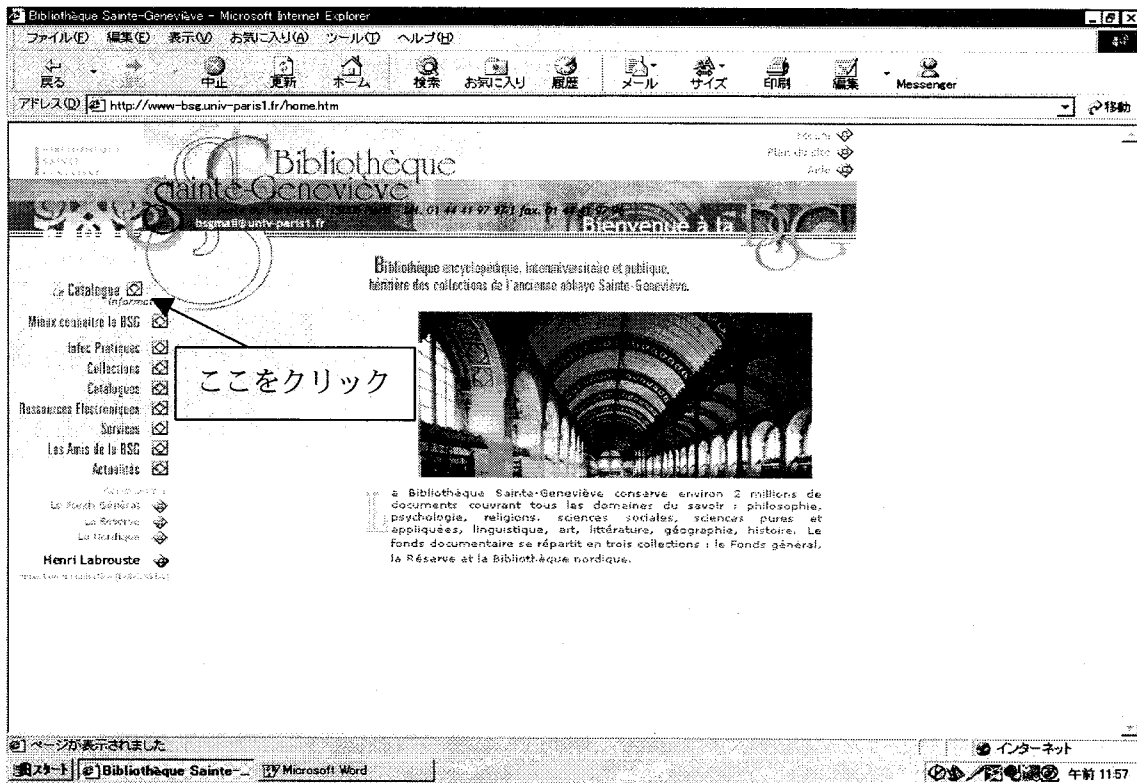 Bibliothèque Sainte-Geneviève - Microsoft Internet Explorer
ファイル(F) 編集(E) 表示(V) お気に入り(A) ツール(T) ヘルプ(H)
戻る 中止 更新 ホーム 検索 お気に入り 履歴 メール サイズ 印刷 編集 Messenger
アドレス(D) http://www-bsg.univ-paris1.fr/home.htm 移動
Plan du site
Aide
Bibliothèque
Sainte-Geneviève
bsgmail@univ-paris1.fr
Bienvenue à la
Bibliothèque encyclopédique, interuniversitaire et publique,
héritière des collections de l'ancienne abbaye Sainte-Geneviève.
Le Catalogue
informat
Mieux connaître la BSG
Infos Pratiques
Collections
Catalogues
Ressources Electroniques
Services
Les Amis de la BSG
Actualités
Le Fonds Général
La Réserve
La Nordique
Henri Labrouste
ここをクリック
La Bibliothèque Sainte-Geneviève conserve environ 2 millions de
documents couvrant tous les domaines du savoir : philosophie,
psychologie, religions, sciences sociales, sciences pures et
appliquées, linguistique, art, littérature, géographie, histoire. Le
fonds documentaire se répartit en trois collections : le Fonds général,
la Réserve et la Bibliothèque nordique.
ページが表示されました インターネット
スタート Bibliothèque Sainte-... Microsoft Word 午前 11:57